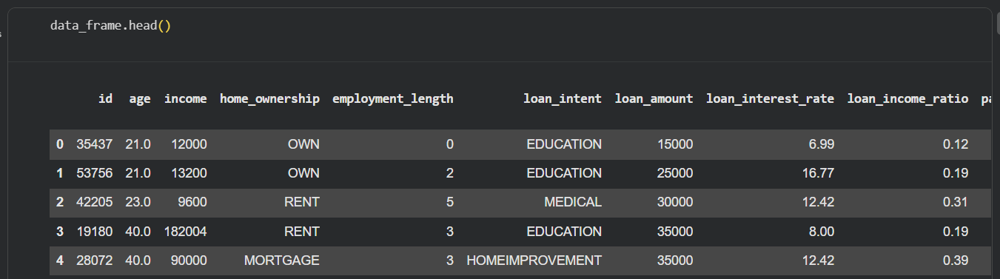 data_frame.head()
id age income home_ownership employment_length loan_intent loan_amount loan_interest_rate loan_income_ratio pa
0 35437 21.0 12000 OWN 0 EDUCATION 15000 6.99 0.12
1 53756 21.0 13200 OWN 2 EDUCATION 25000 16.77 0.19
2 42205 23.0 9600 RENT 5 MEDICAL 30000 12.42 0.31
3 19180 40.0 182004 RENT 3 EDUCATION 35000 8.00 0.19
4 28072 40.0 90000 MORTGAGE 3 HOMEIMPROVEMENT 35000 12.42 0.39